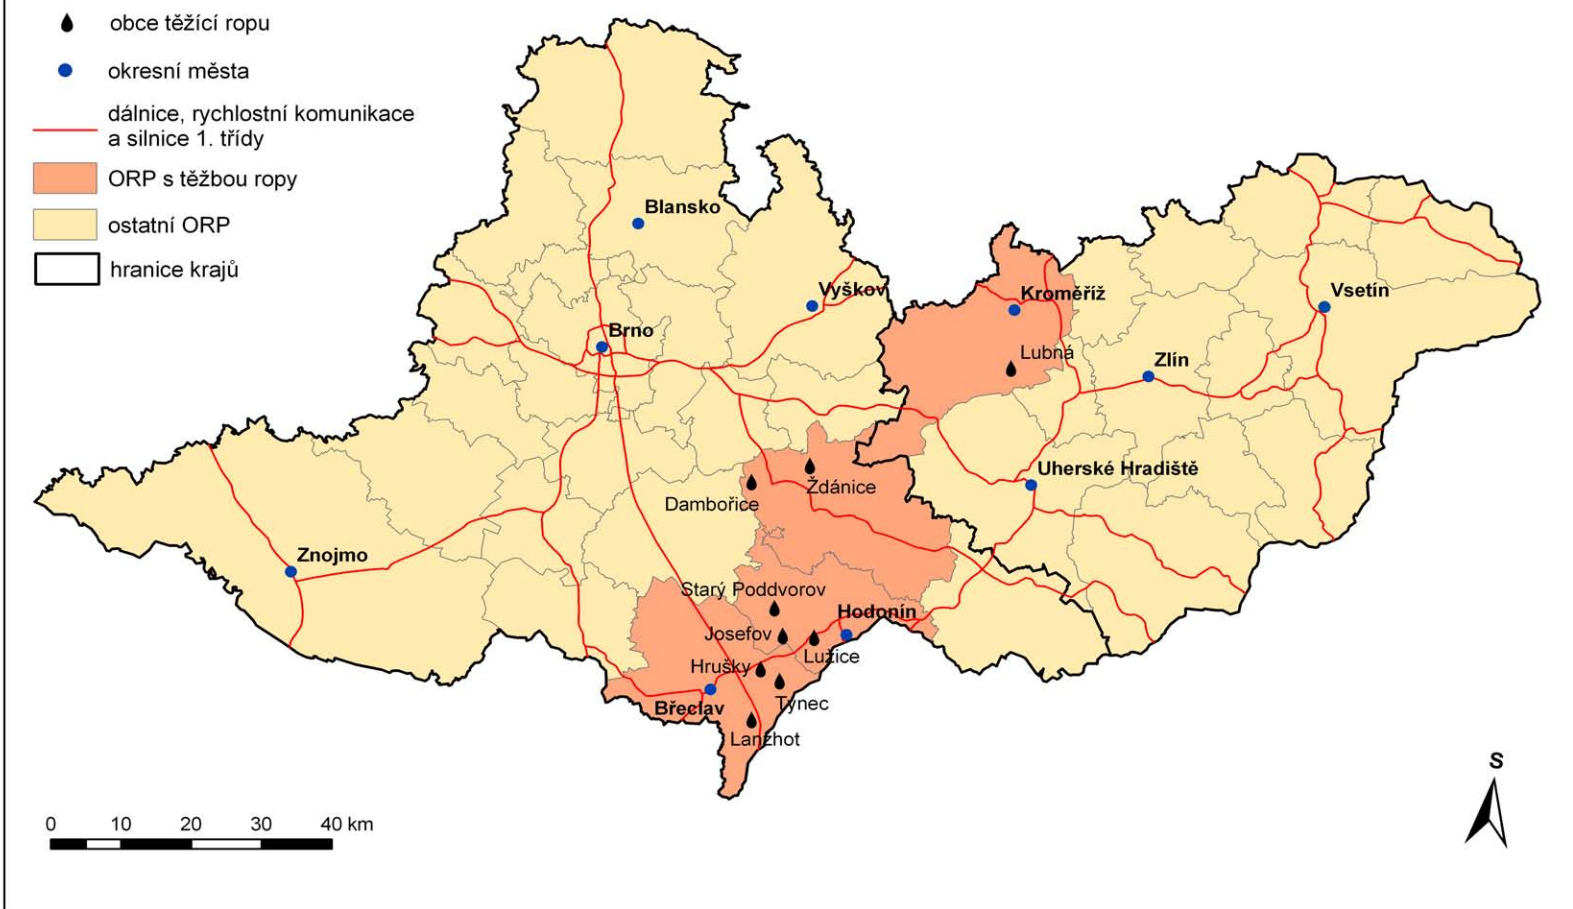 obce těžící ropu
okresní města
dálnice, rychlostní komunikace
a silnice 1. třídy
ORP s těžbou ropy
ostatní ORP
hranice krajů
Blansko
Vyškov
Kroměříž
Vsetín
Brno
Lubná
Zlín
Uherské Hradiště
Ždánice
Dambořice
Znojmo
Starý Poddvorov
Hodonín
Josefov
Lužice
Hrušky
Týnec
Břeclav
Lanžhot
S
0 10 20 30 40 km